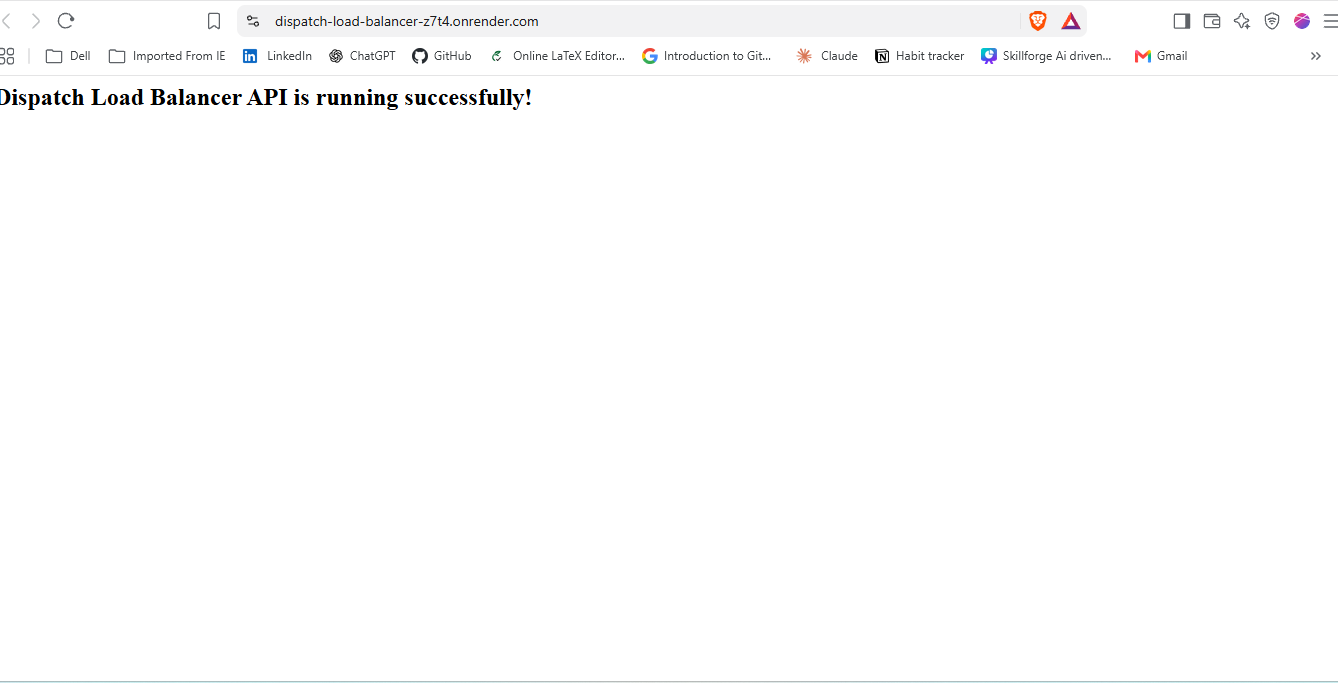 dispatch-load-balancer-z7t4.onrender.com
Dell Imported From IE LinkedIn ChatGPT GitHub Online LaTeX Editor... Introduction to Git... Claude Habit tracker Skillforge Ai driven... Gmail
Dispatch Load Balancer API is running successfully!